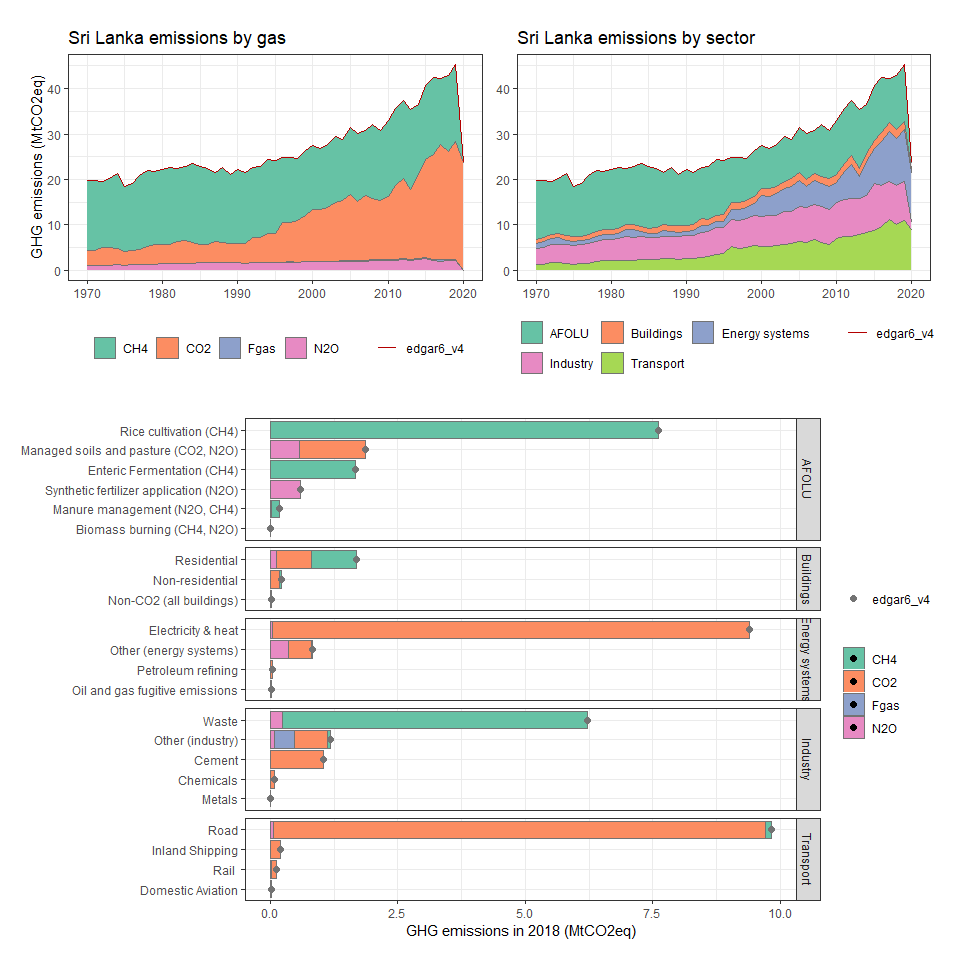 Sri Lanka emissions by gas
GHG emissions (MtCO2eq)
40
30
20
10
0
1970 1980 1990 2000 2010 2020
CH4 CO2 Fgas N2O edgar6_v4
Sri Lanka emissions by sector
40
30
20
10
0
1970 1980 1990 2000 2010 2020
AFOLU Buildings Energy systems edgar6_v4
Industry Transport
Rice cultivation (CH4)
Managed soils and pasture (CO2, N2O)
Enteric Fermentation (CH4)
Synthetic fertilizer application (N2O)
Manure management (N2O, CH4)
Biomass burning (CH4, N2O)
AFOLU
Residential
Non-residential
Non-CO2 (all buildings)
Buildings
Electricity & heat
Other (energy systems)
Petroleum refining
Oil and gas fugitive emissions
Energy systems
Waste
Other (industry)
Cement
Chemicals
Metals
Industry
Road
Inland Shipping
Rail
Domestic Aviation
Transport
0.0 2.5 5.0 7.5 10.0
GHG emissions in 2018 (MtCO2eq)
edgar6_v4
CH4
CO2
Fgas
N2O